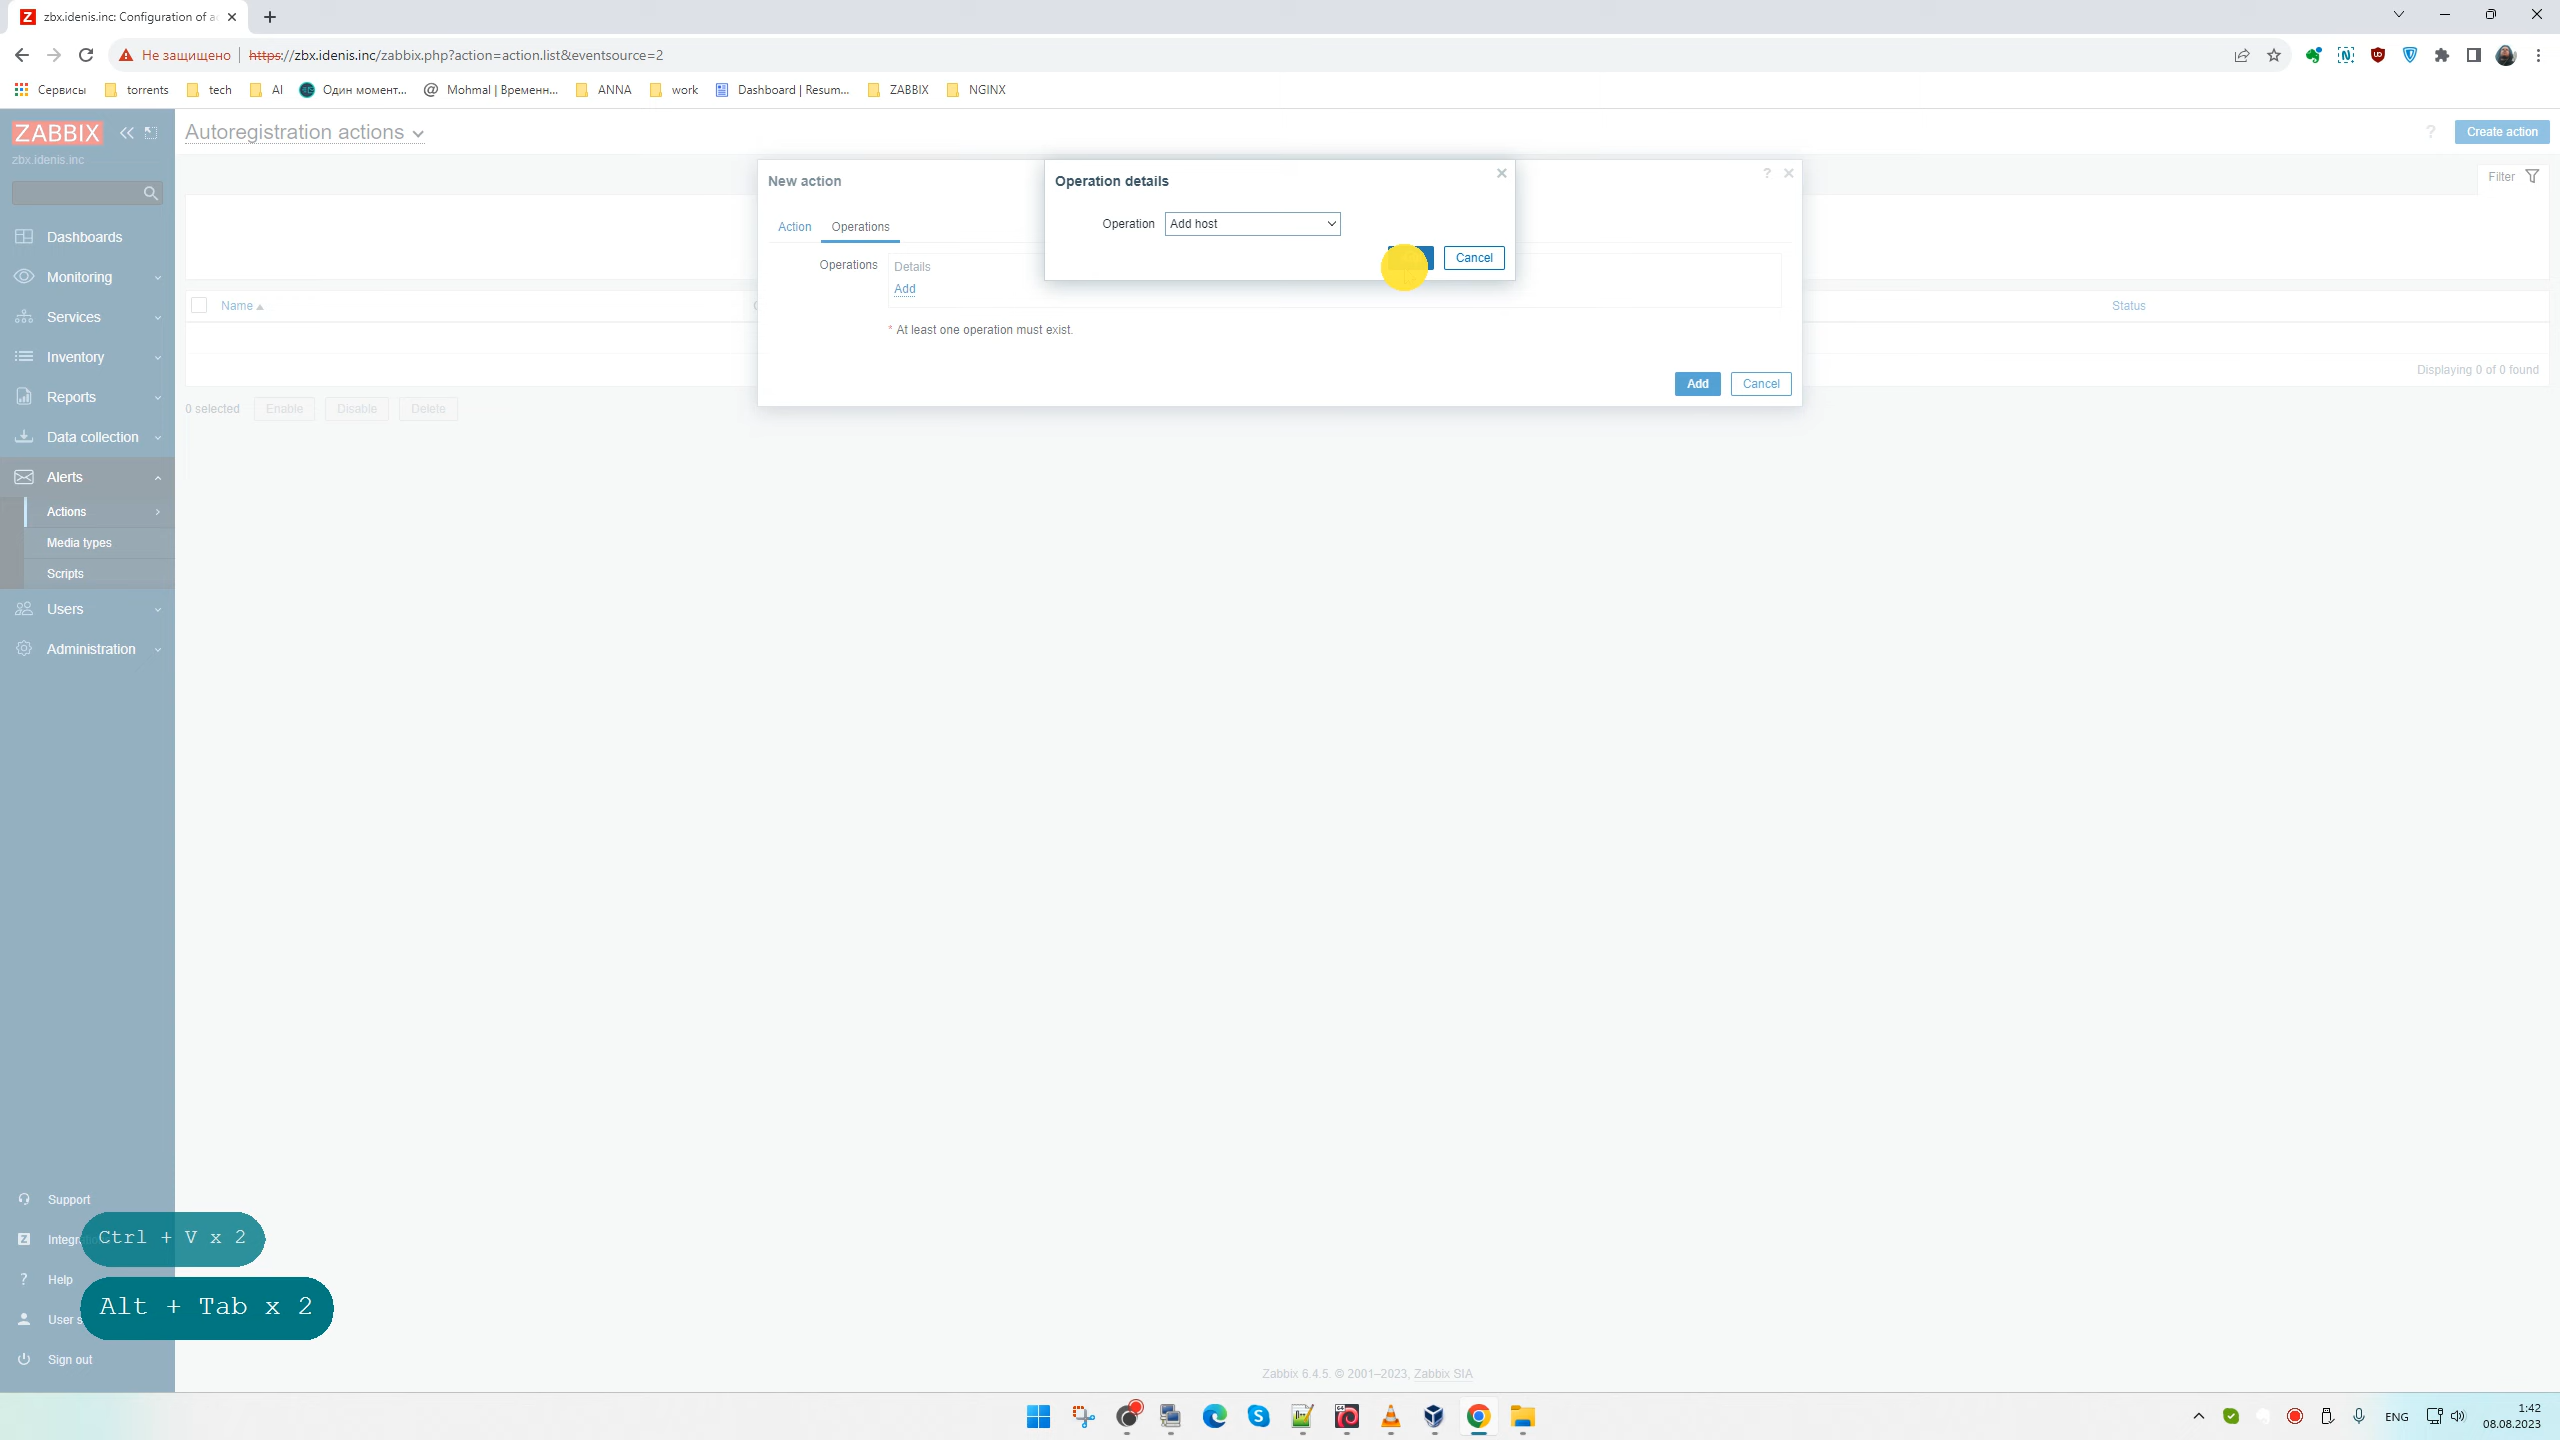 zbx.idenis.inc: Configuration of a
Не защищено
https://zbx.idenis.inc/zabbix.php?action=action.list&eventsource=2
Сервисы
torrents
tech
AI
Один момент...
Mohmal | Временн...
ANNA
work
Dashboard | Resum...
ZABBIX
NGINX
ZABBIX
zbx.idenis.inc
Autoregistration actions
Create action
Filter
Dashboards
Monitoring
Services
Inventory
Reports
Data collection
Alerts
Actions
Media types
Scripts
Users
Administration
Name
Status
Displaying 0 of 0 found
0 selected
Enable
Disable
Delete
New action
Action
Operations
Operations
Details
Add
* At least one operation must exist.
Add
Cancel
Operation details
Operation
Add host
Cancel
Support
Help
Sign out
Ctrl + V x 2
Alt + Tab x 2
Zabbix 6.4.5. © 2001–2023, Zabbix SIA
ENG
1:42
08.08.2023